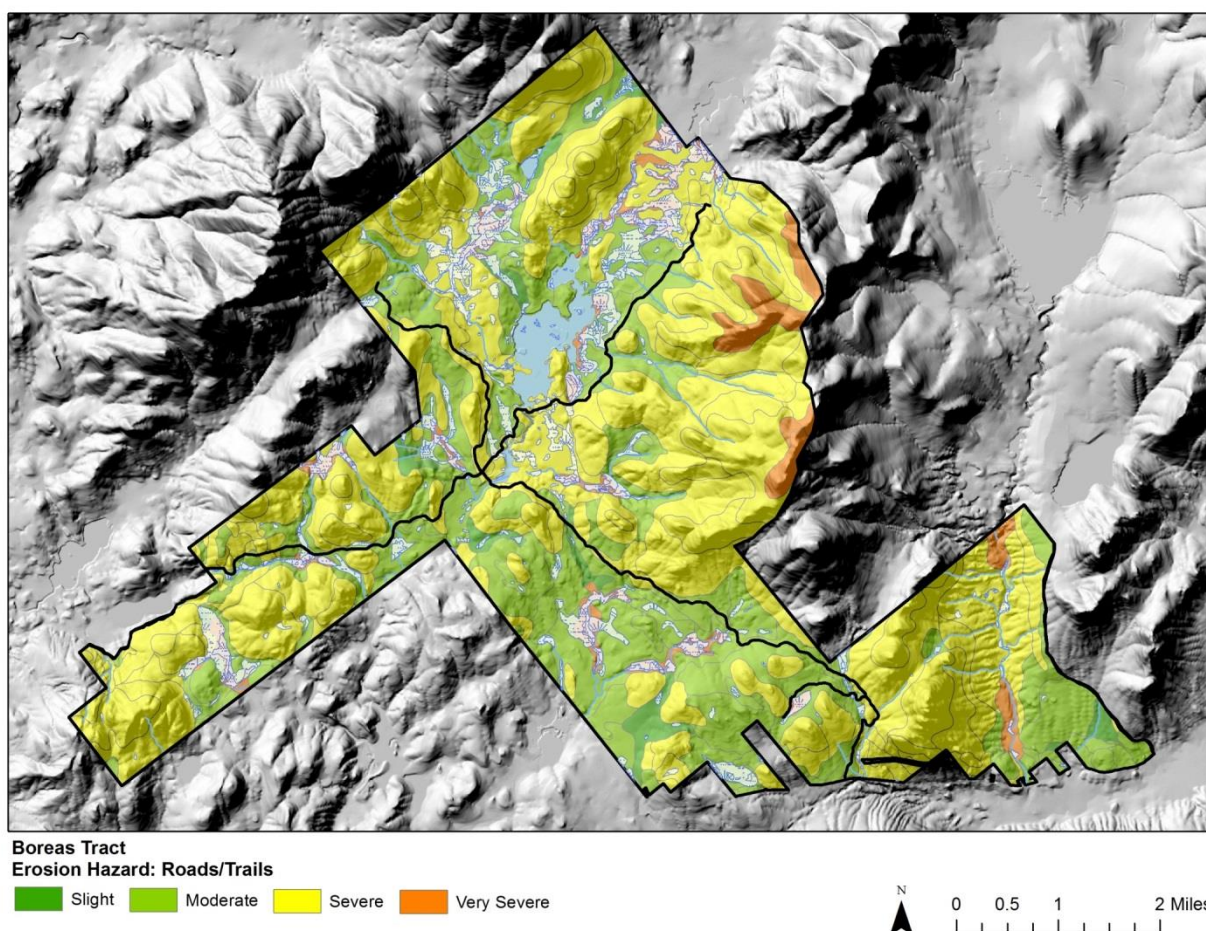 Boreas Tract
Erosion Hazard: Roads/Trails
Slight Moderate Severe Very Severe
N
0 0.5 1 2 Miles